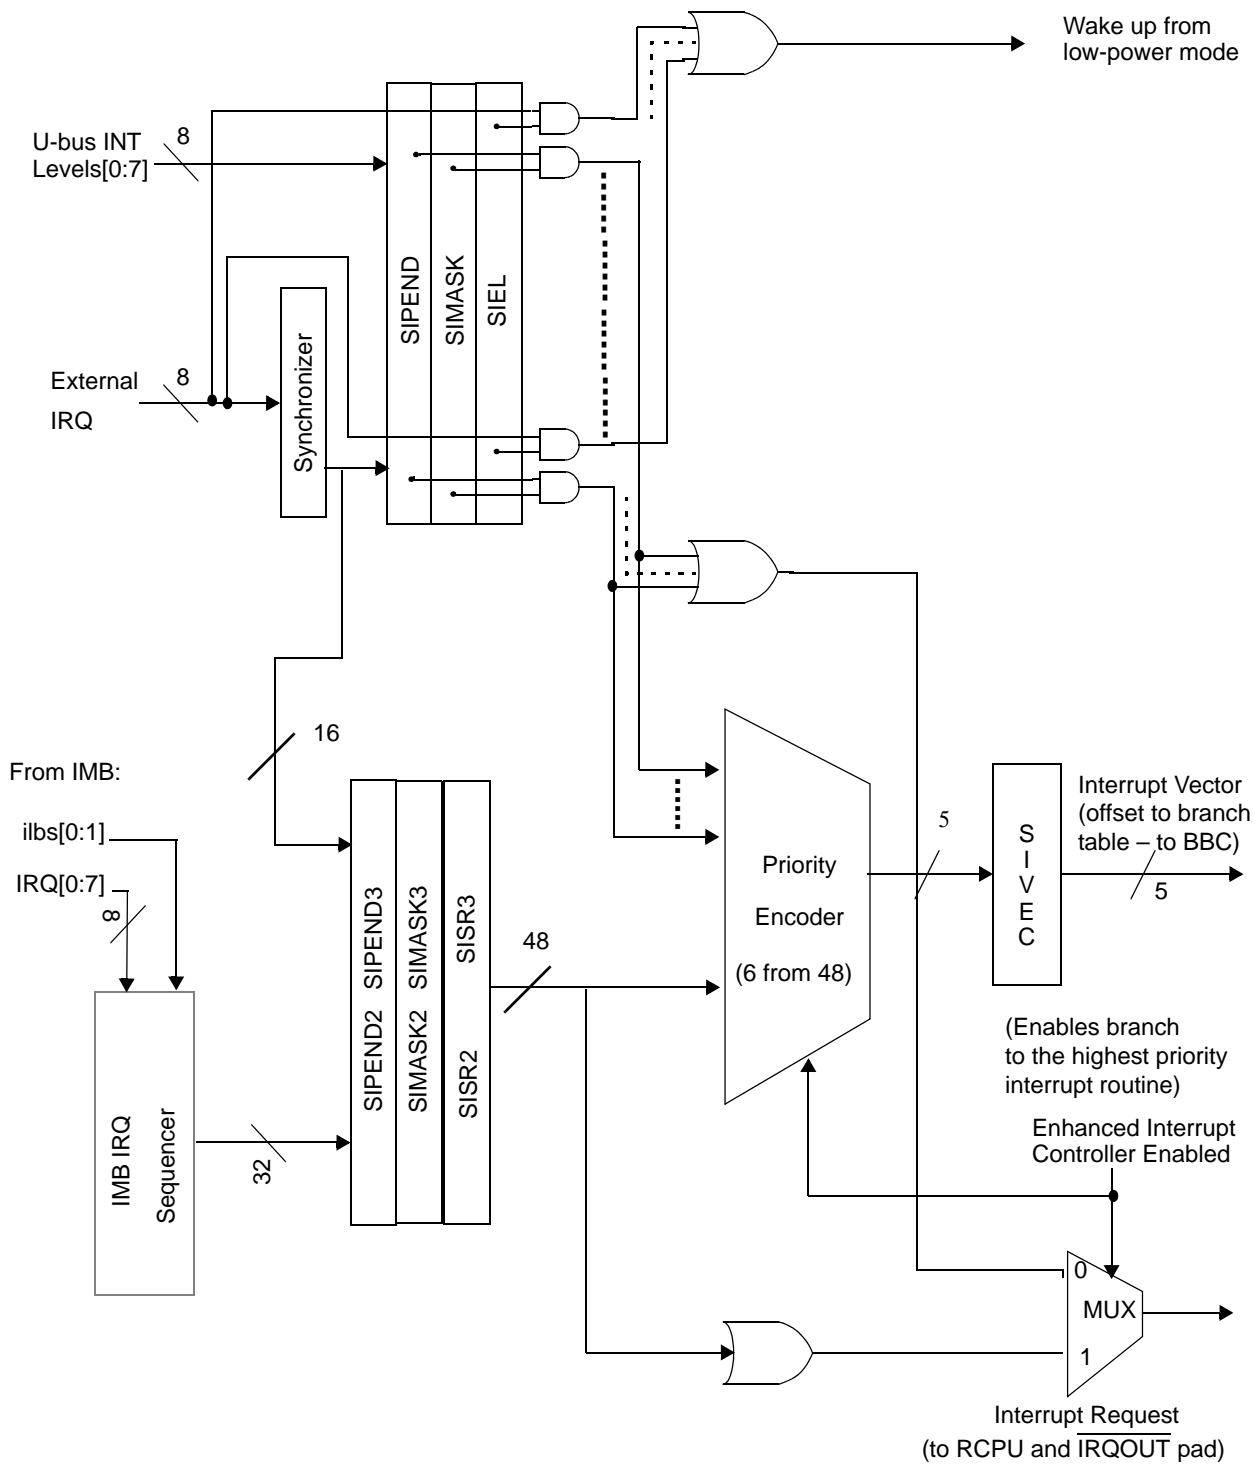 Wake up from
low-power mode
U-bus INT
Levels[0:7]
8
SIPEND
SIMASK
SIEL
External
IRQ
8
Synchronizer
16
From IMB:
ilbs[0:1]
IRQ[0:7]
8
IMB IRQ
Sequencer
32
SIPEND2 SIPEND3
SIMASK2 SIMASK3
SISR2 SISR3
48
Priority
Encoder
(6 from 48)
5
SIVEC
Interrupt Vector
(offset to branch
table – to BBC)
5
(Enables branch
to the highest priority
interrupt routine)
Enhanced Interrupt
Controller Enabled
0
MUX
1
Interrupt Request
(to RCPU and IRQOUT pad)